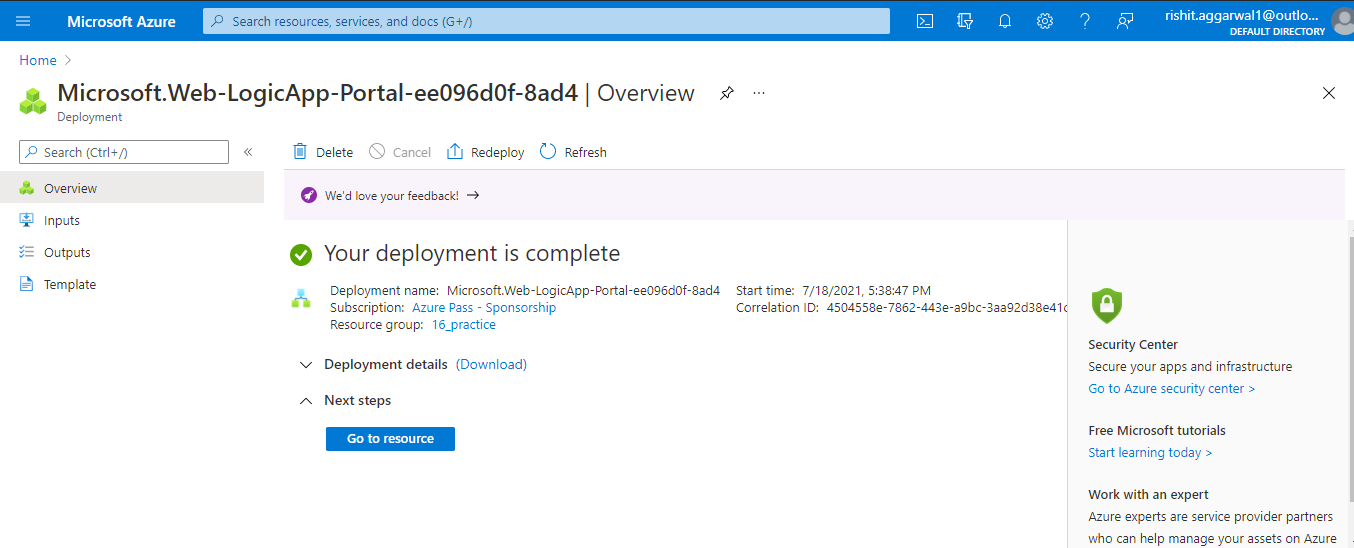 Microsoft Azure
Search resources, services, and docs (G+/)
rishit.aggarwal1@outlo...
DEFAULT DIRECTORY
Home
Microsoft.Web-LogicApp-Portal-ee096d0f-8ad4 | Overview
Deployment
Search (Ctrl+/)
Delete
Cancel
Redeploy
Refresh
Overview
Inputs
Outputs
Template
We'd love your feedback!
Your deployment is complete
Deployment name: Microsoft.Web-LogicApp-Portal-ee096d0f-8ad4
Subscription: Azure Pass - Sponsorship
Resource group: 16_practice
Start time: 7/18/2021, 5:38:47 PM
Correlation ID: 4504558e-7862-443e-a9bc-3aa92d38e41c
Deployment details (Download)
Next steps
Go to resource
Security Center
Secure your apps and infrastructure
Go to Azure security center >
Free Microsoft tutorials
Start learning today >
Work with an expert
Azure experts are service provider partners
who can help manage your assets on Azure